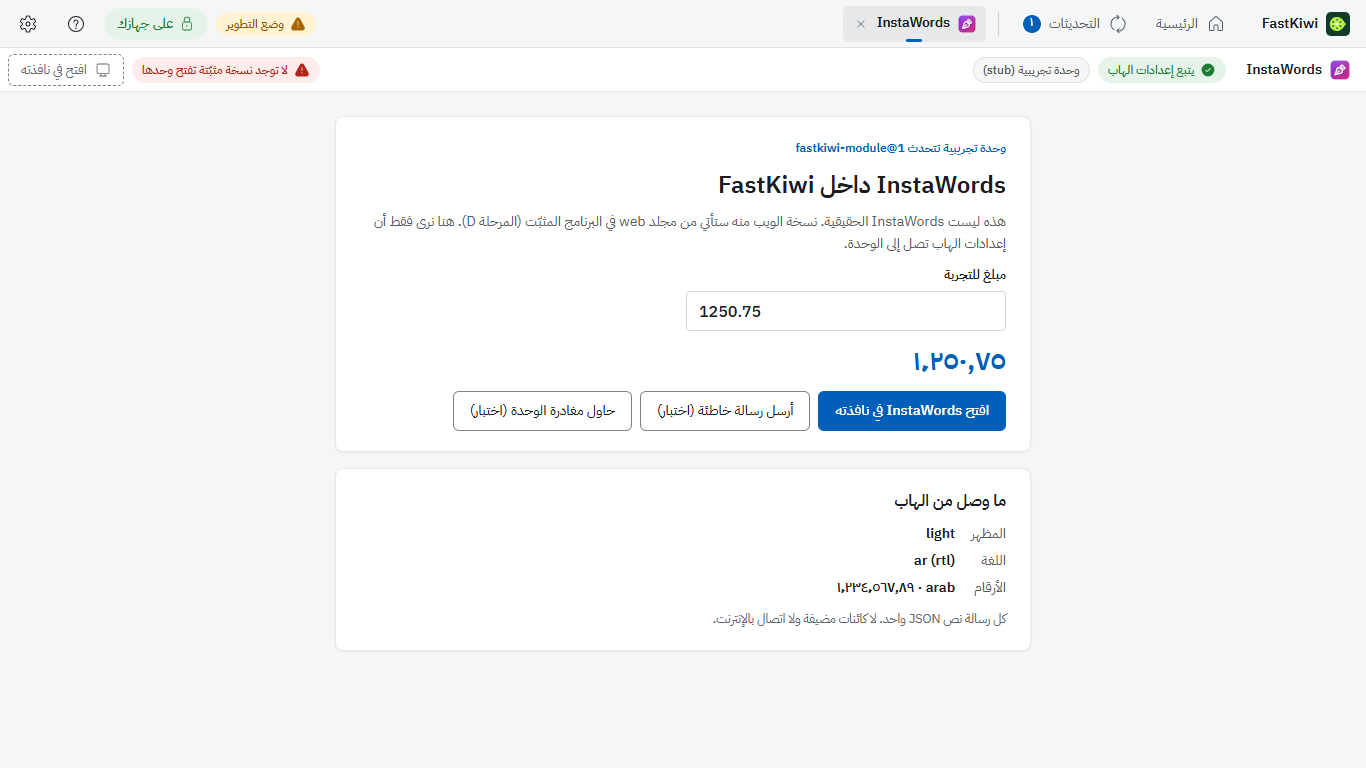 FastKiwi
الرئيسية
التحديثات ١
InstaWords
وضع التطوير
على جهازك
InstaWords
يتبع إعدادات الهاب
وحدة تجريبية (stub)
لا توجد نسخة مثبّتة تفتح وحدها
افتح في نافذته
وحدة تجريبية تتحدث fastkiwi-module@1
InstaWords داخل FastKiwi
هذه ليست InstaWords الحقيقية. نسخة الويب منه ستأتي من مجلد web في البرنامج المثبّت (المرحلة D). هنا نرى فقط أن
إعدادات الهاب تصل إلى الوحدة.
مبلغ للتجربة
1250.75
١٬٢٥٠٫٧٥
افتح InstaWords في نافذته
أرسل رسالة خاطئة (اختبار)
حاول مغادرة الوحدة (اختبار)
ما وصل من الهاب
المظهر light
اللغة ar (rtl)
الأرقام arab · ١٬٢٣٤٬٥٦٧٫٨٩
كل رسالة نص JSON واحد. لا كائنات مضيفة ولا اتصال بالإنترنت.